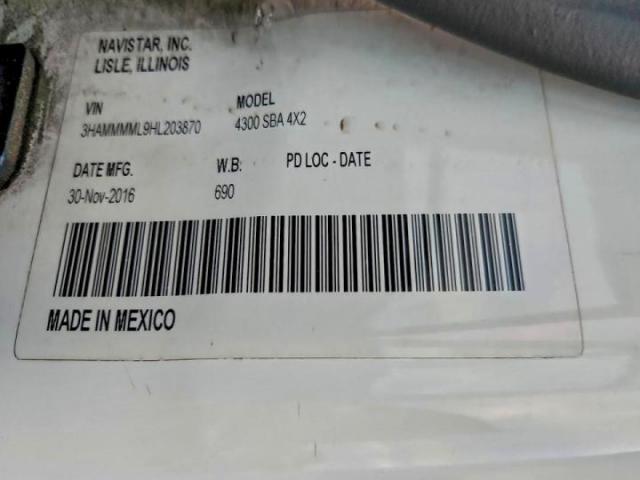 NAVISTAR, INC.
LISLE, ILLINOIS
VIN MODEL
3HAMMMML9HL203870 4300 SBA 4X2
DATE MFG. W.B: PD LOC - DATE
30-Nov-2016 690
MADE IN MEXICO